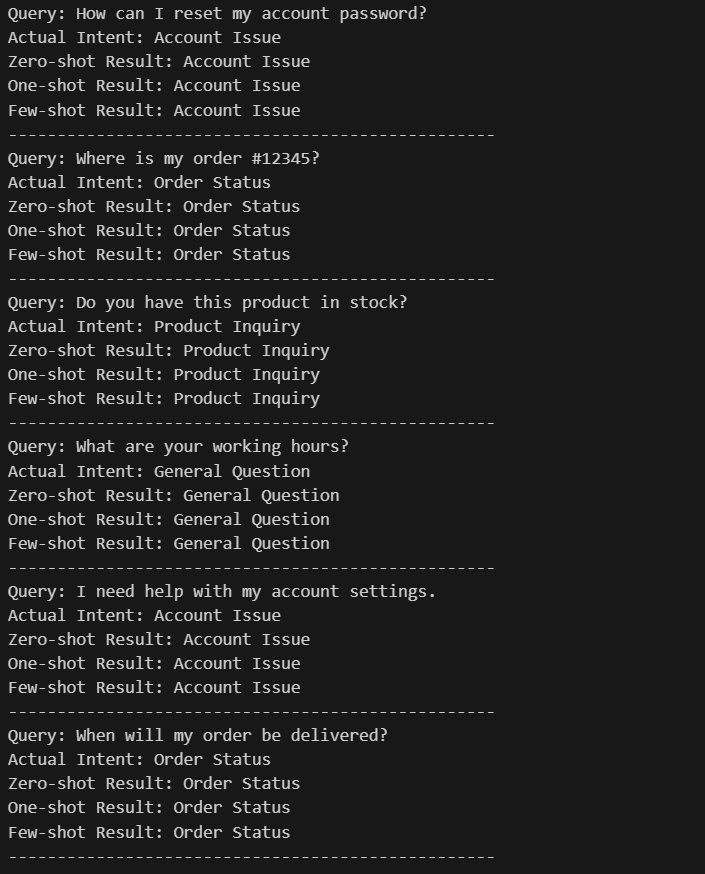 Query: How can I reset my account password?
Actual Intent: Account Issue
Zero-shot Result: Account Issue
One-shot Result: Account Issue
Few-shot Result: Account Issue
--------------------------------------------------
Query: Where is my order #12345?
Actual Intent: Order Status
Zero-shot Result: Order Status
One-shot Result: Order Status
Few-shot Result: Order Status
--------------------------------------------------
Query: Do you have this product in stock?
Actual Intent: Product Inquiry
Zero-shot Result: Product Inquiry
One-shot Result: Product Inquiry
Few-shot Result: Product Inquiry
--------------------------------------------------
Query: What are your working hours?
Actual Intent: General Question
Zero-shot Result: General Question
One-shot Result: General Question
Few-shot Result: General Question
--------------------------------------------------
Query: I need help with my account settings.
Actual Intent: Account Issue
Zero-shot Result: Account Issue
One-shot Result: Account Issue
Few-shot Result: Account Issue
--------------------------------------------------
Query: When will my order be delivered?
Actual Intent: Order Status
Zero-shot Result: Order Status
One-shot Result: Order Status
Few-shot Result: Order Status
--------------------------------------------------